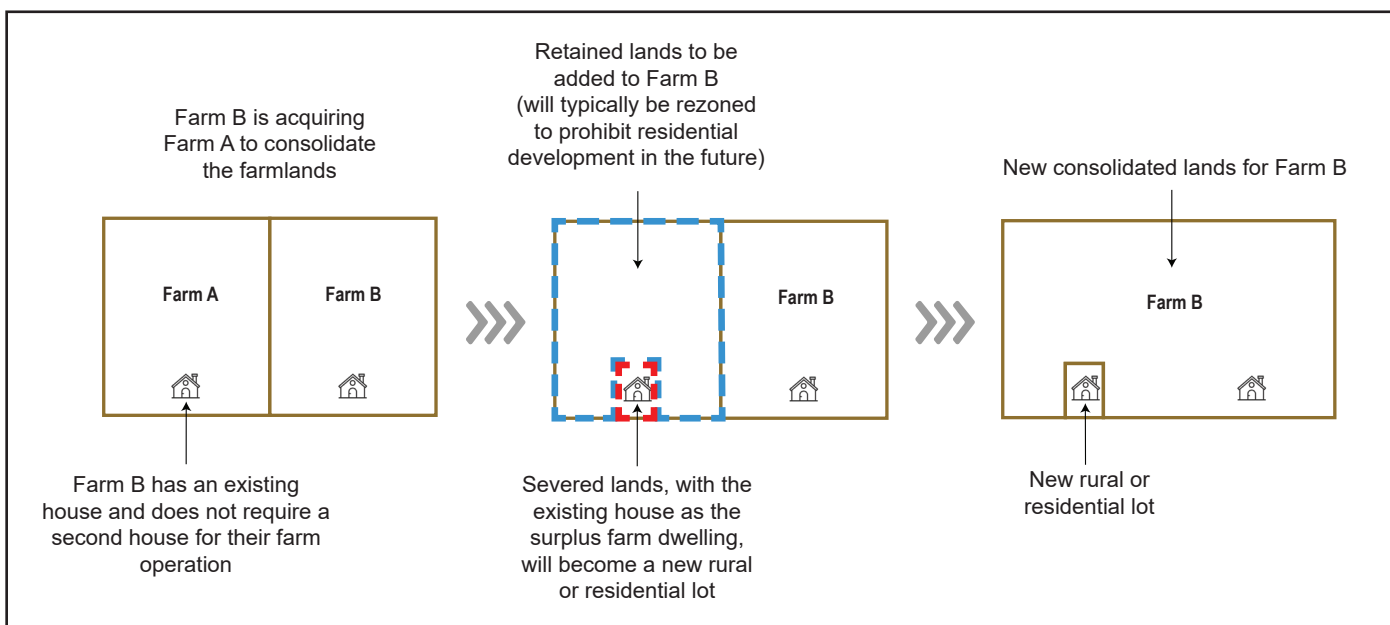 Farm B is acquiring
Farm A to consolidate
the farmlands
Farm A
Farm B
Farm B has an existing
house and does not require a
second house for their farm
operation
Retained lands to be
added to Farm B
(will typically be rezoned
to prohibit residential
development in the future)
Farm B
Severed lands, with the
existing house as the
surplus farm dwelling,
will become a new rural
or residential lot
New consolidated lands for Farm B
Farm B
New rural or
residential lot